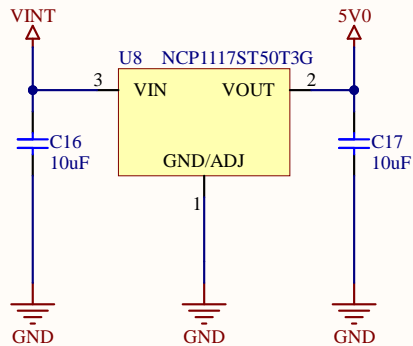 VINT
5V0
U8 NCP1117ST50T3G
3
VIN
VOUT
2
C16
10uF
GND/ADJ
C17
10uF
1
GND
GND
GND